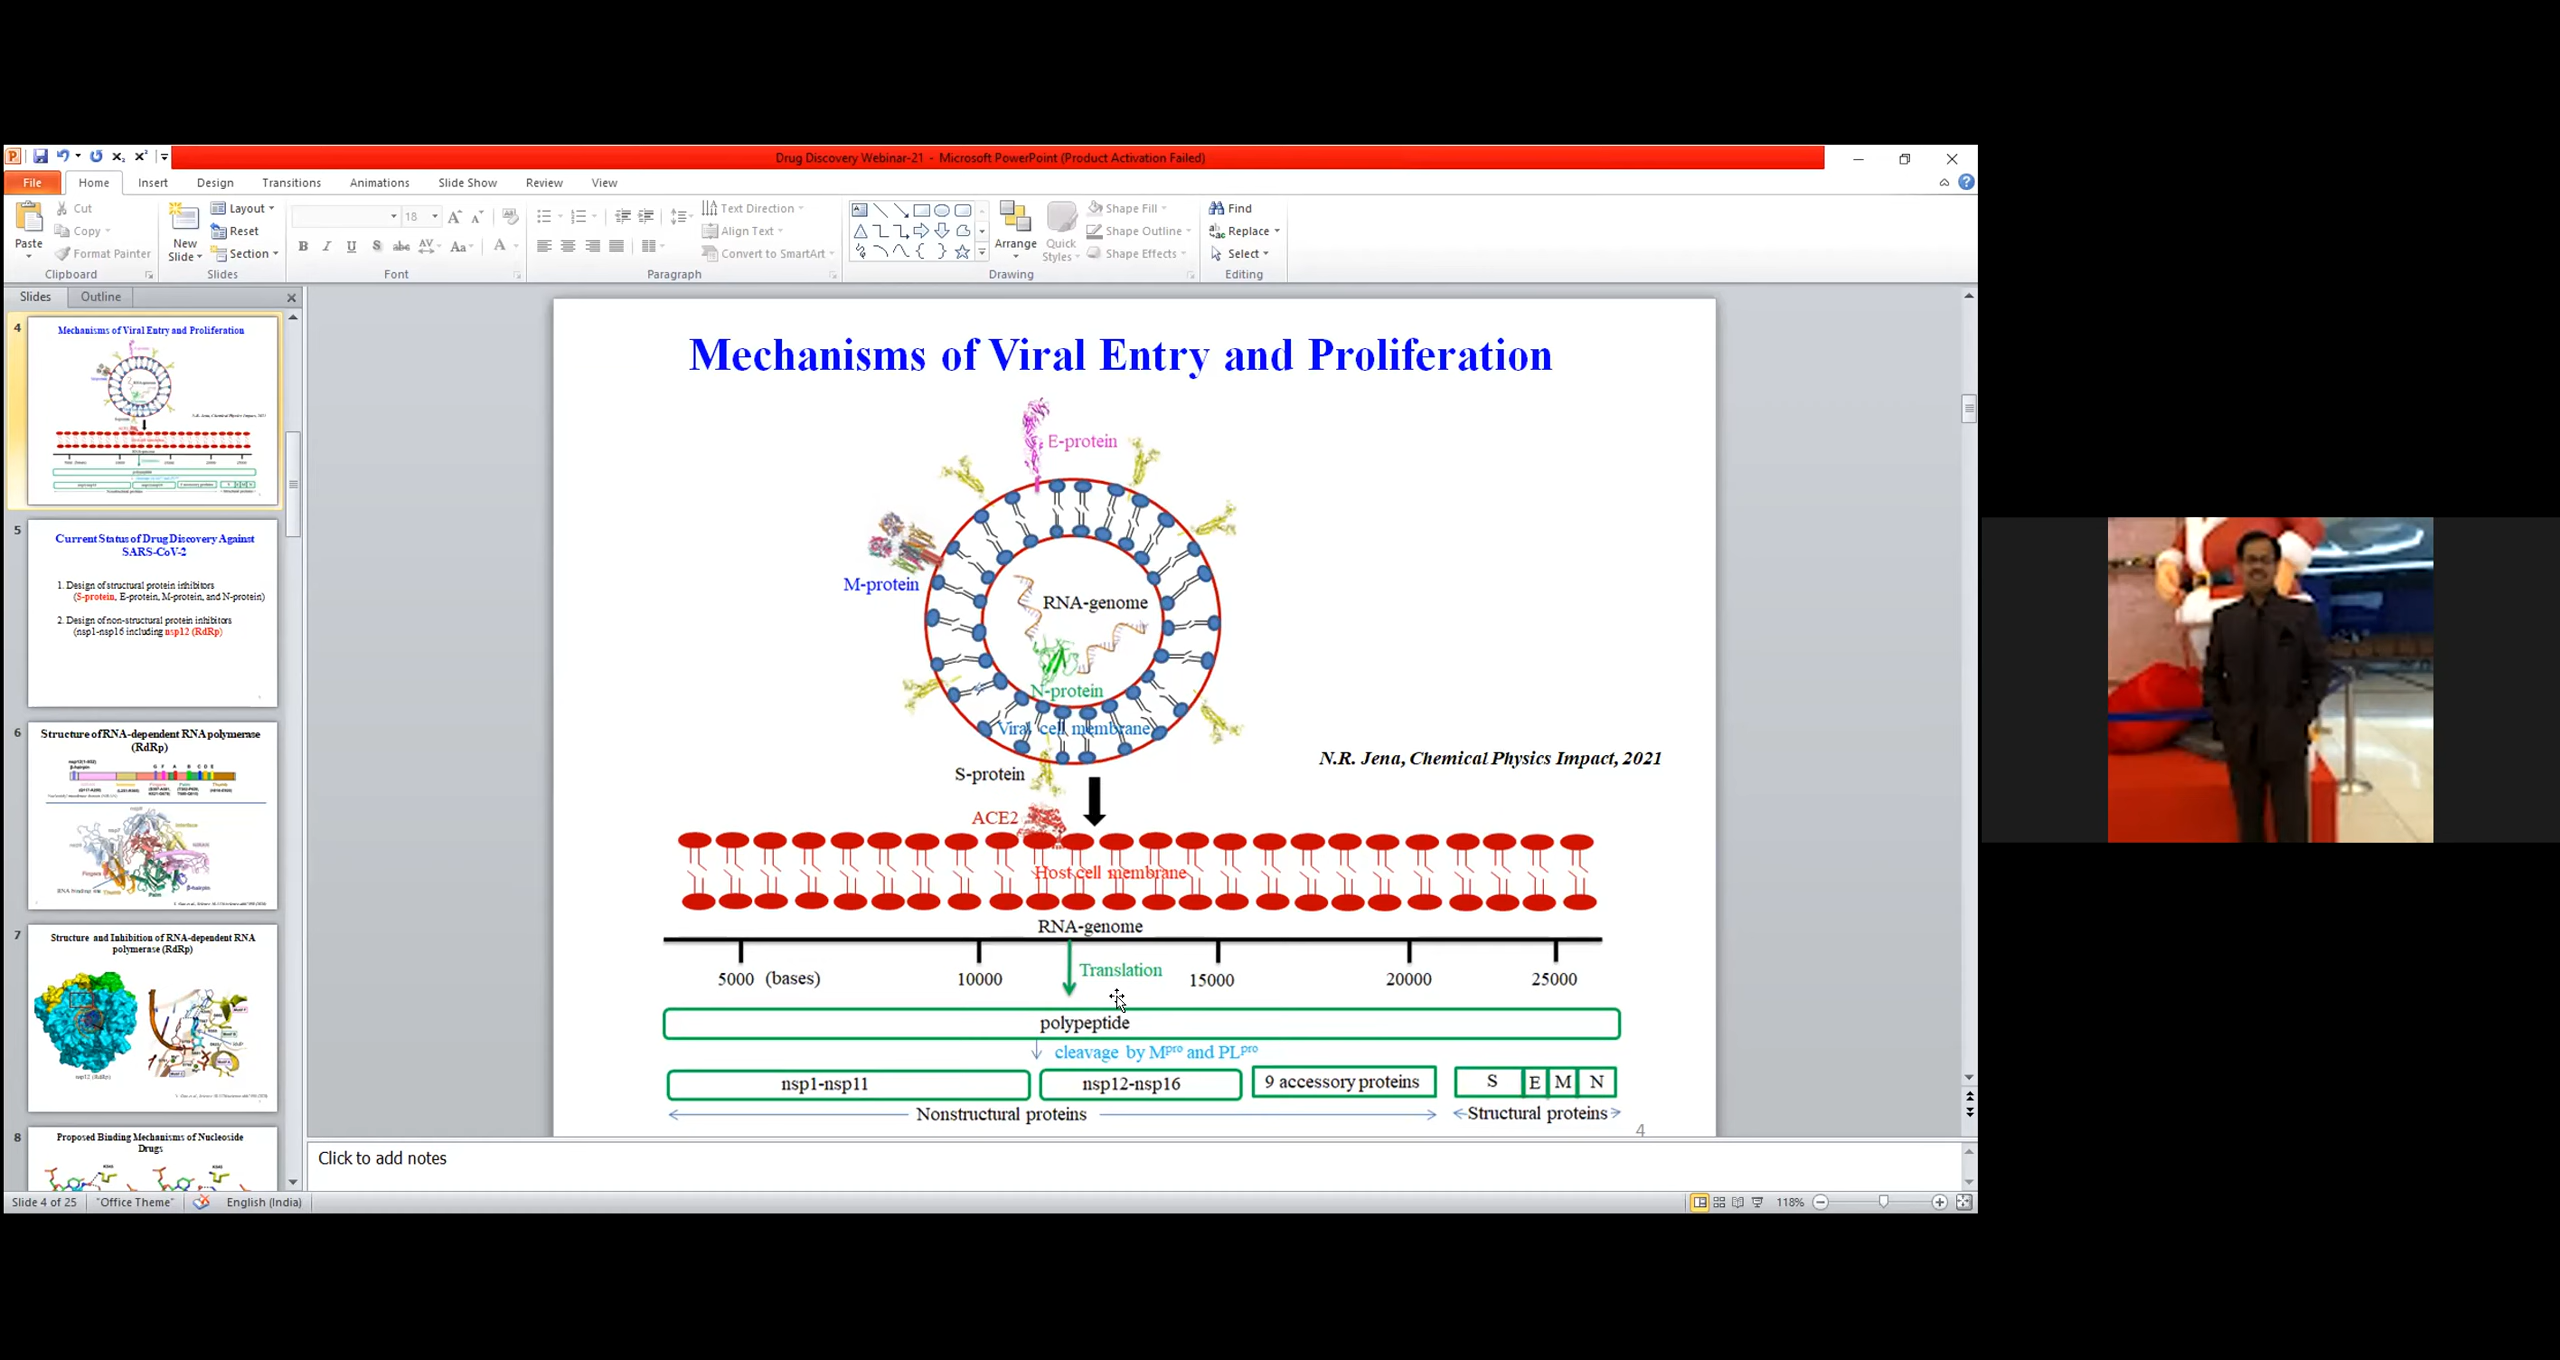 Drug Discovery Webinar-21 - Microsoft PowerPoint (Product Activation Failed)
File Home Insert Design Transitions Animations Slide Show Review View
Paste
Cut
Copy
Format Painter
Clipboard
New Slide
Layout
Reset
Section
Slides
18
Font
Text Direction
Align Text
Convert to SmartArt
Paragraph
Arrange
Quick Styles
Shape Fill
Shape Outline
Shape Effects
Drawing
Find
Replace
Select
Editing
Slides Outline
4
Mechanisms of Viral Entry and Proliferation
5
Current Status of Drug Discovery Against
SARS-CoV-2
1. Design of structural protein inhibitors
(S-protein, E-protein, M-protein, and N-protein)
2. Design of non-structural protein inhibitors
(nsp1-nsp16 including nsp12 (RdRp)
6
Structure of RNA-dependent RNA polymerase
(RdRp)
7
Structure and Inhibition of RNA-dependent RNA
polymerase (RdRp)
nsp12 (RdRp)
8
Proposed Binding Mechanisms of Nucleoside
Drugs
Mechanisms of Viral Entry and Proliferation
E-protein
M-protein
RNA-genome
N-protein
Viral cell membrane
S-protein
N.R. Jena, Chemical Physics Impact, 2021
ACE2
Host cell membrane
RNA-genome
5000 (bases) 10000 15000 20000 25000
Translation
polypeptide
cleavage by Mpro and PLpro
nsp1-nsp11 nsp12-nsp16 9 accessory proteins S E M N
Nonstructural proteins Structural proteins
4
Click to add notes
Slide 4 of 25 "Office Theme" English (India) 118%